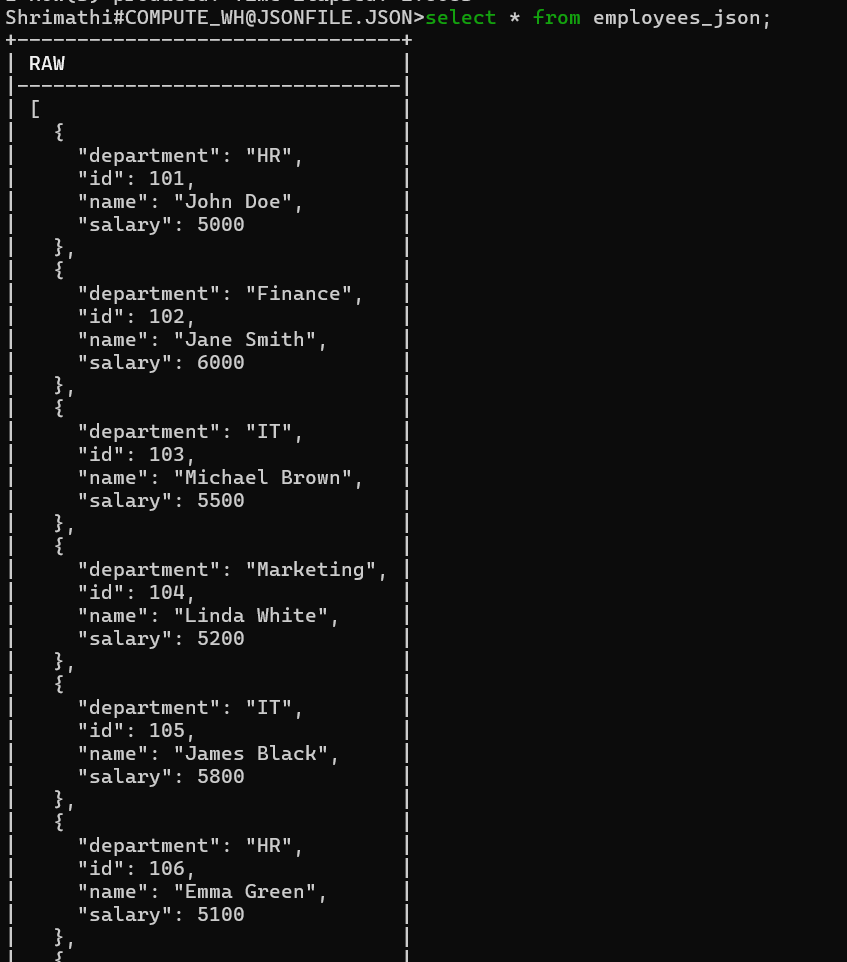 Shrimathi#COMPUTE_WH@JSONFILE.JSON>select * from employees_json;
+--------------------------------+
| RAW                            |
|--------------------------------|
| [                              |
|   {                            |
|     "department": "HR",        |
|     "id": 101,                 |
|     "name": "John Doe",        |
|     "salary": 5000             |
|   },                           |
|   {                            |
|     "department": "Finance",   |
|     "id": 102,                 |
|     "name": "Jane Smith",      |
|     "salary": 6000             |
|   },                           |
|   {                            |
|     "department": "IT",        |
|     "id": 103,                 |
|     "name": "Michael Brown",   |
|     "salary": 5500             |
|   },                           |
|   {                            |
|     "department": "Marketing", |
|     "id": 104,                 |
|     "name": "Linda White",     |
|     "salary": 5200             |
|   },                           |
|   {                            |
|     "department": "IT",        |
|     "id": 105,                 |
|     "name": "James Black",     |
|     "salary": 5800             |
|   },                           |
|   {                            |
|     "department": "HR",        |
|     "id": 106,                 |
|     "name": "Emma Green",      |
|     "salary": 5100             |
|   },                           |
|   {                            |